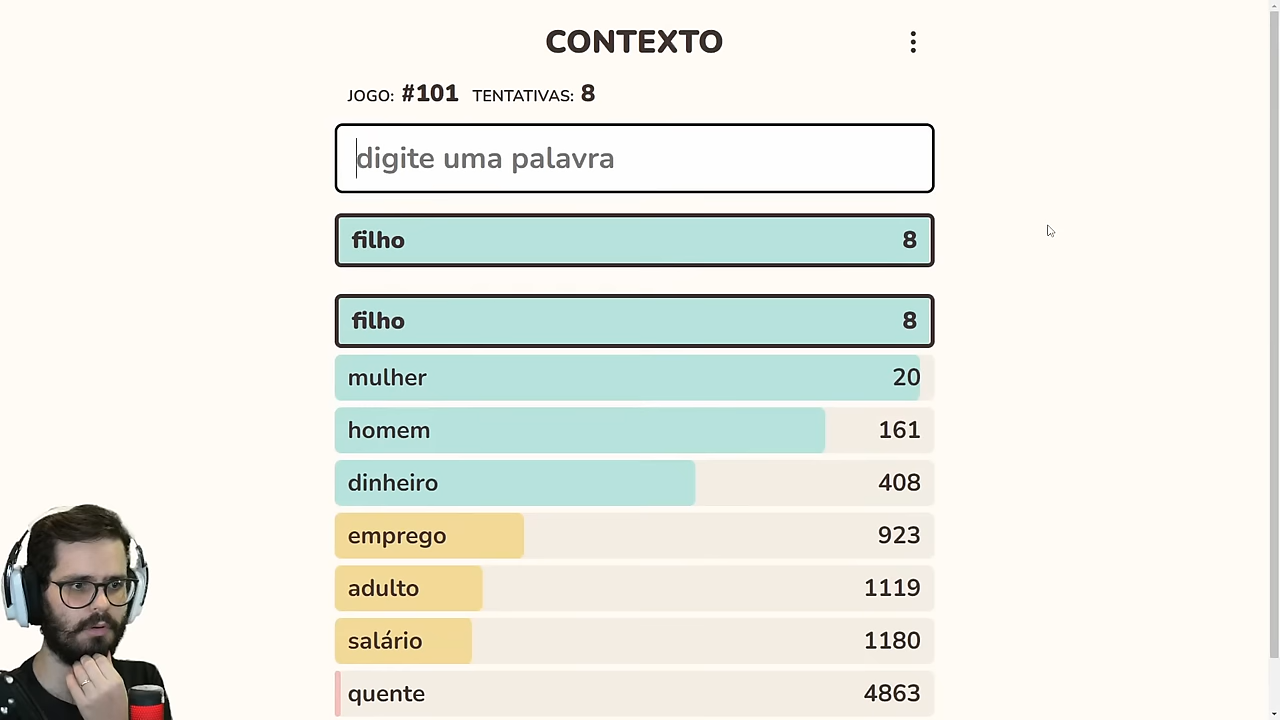 CONTEXTO
JOGO: #101 TENTATIVAS: 8
digite uma palavra
filho 8
filho 8
mulher 20
homem 161
dinheiro 408
emprego 923
adulto 1119
salário 1180
quente 4863